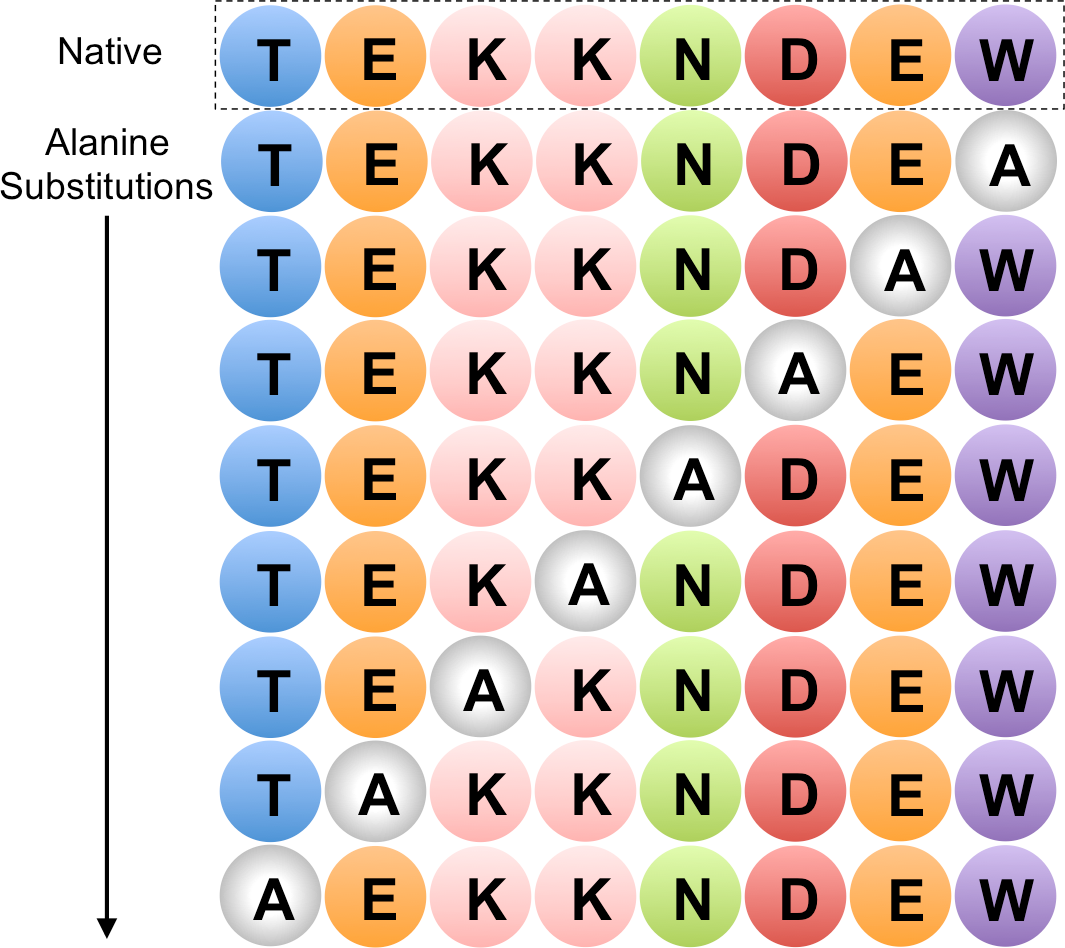 Native T E K K N D E W
Alanine
Substitutions T E K K N D E A
T E K K N D A W
T E K K N A E W
T E K K A D E W
T E K A N D E W
T E A K N D E W
T A K K N D E W
A E K K N D E W